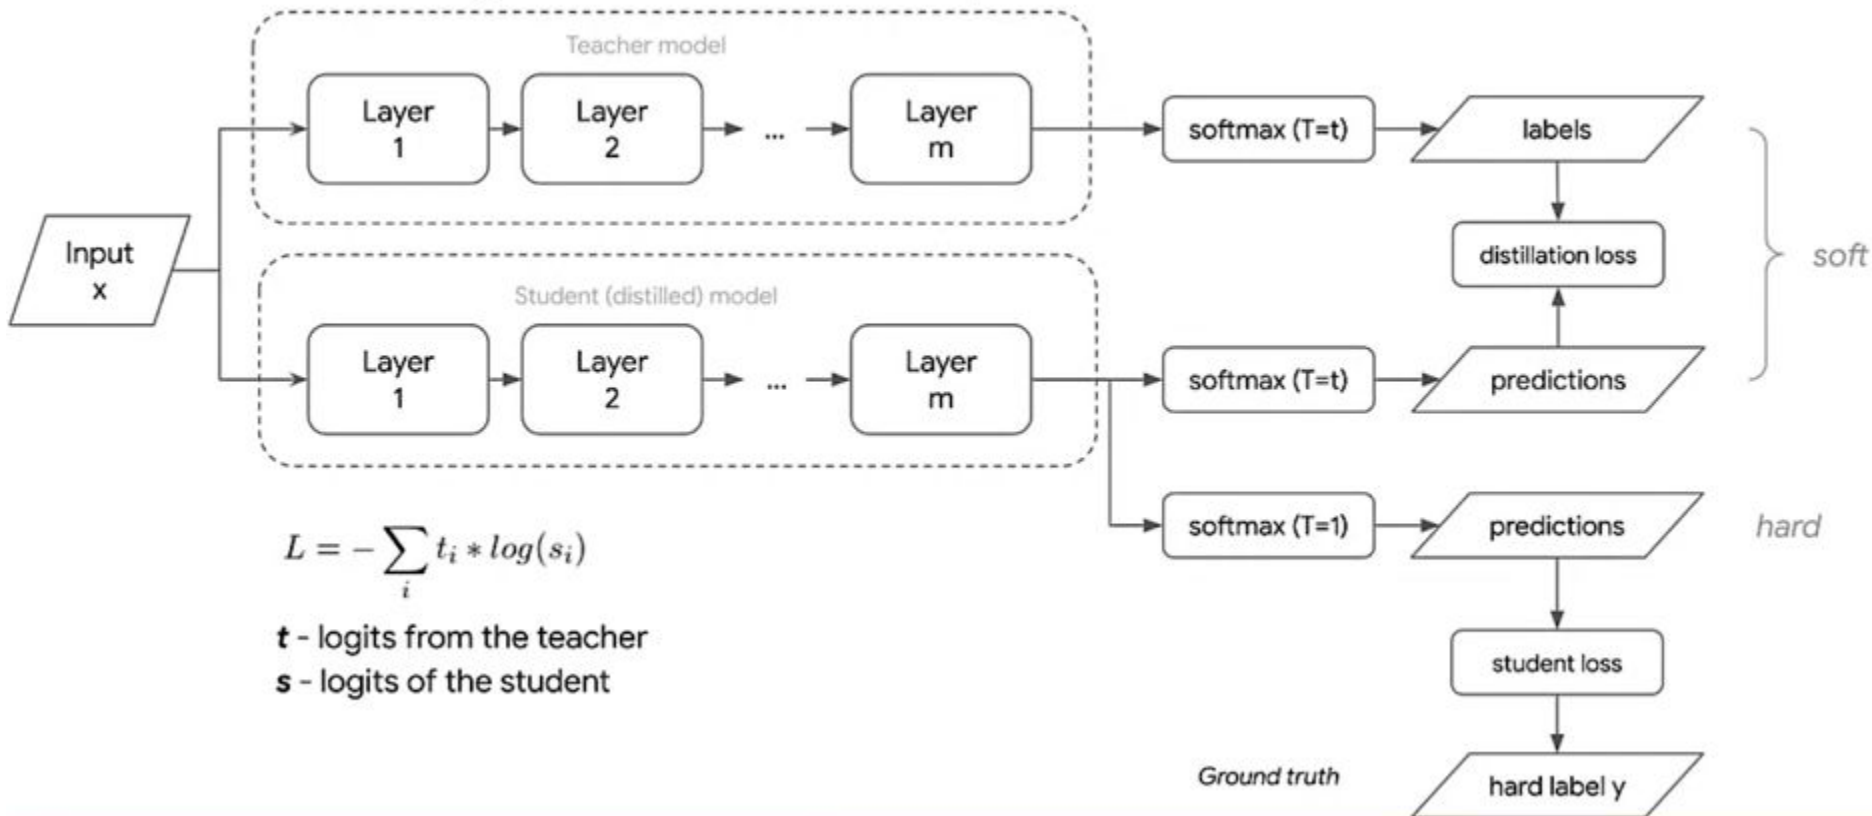 Teacher model
Layer
1
Layer
2
...
Layer
m
softmax (T=t)
labels
Input
x
distillation loss
soft
Student (distilled) model
Layer
1
Layer
2
...
Layer
m
softmax (T=t)
predictions
softmax (T=1)
predictions
hard
L = - ∑ t_i * log(s_i)
i
t - logits from the teacher
s - logits of the student
student loss
Ground truth
hard label y